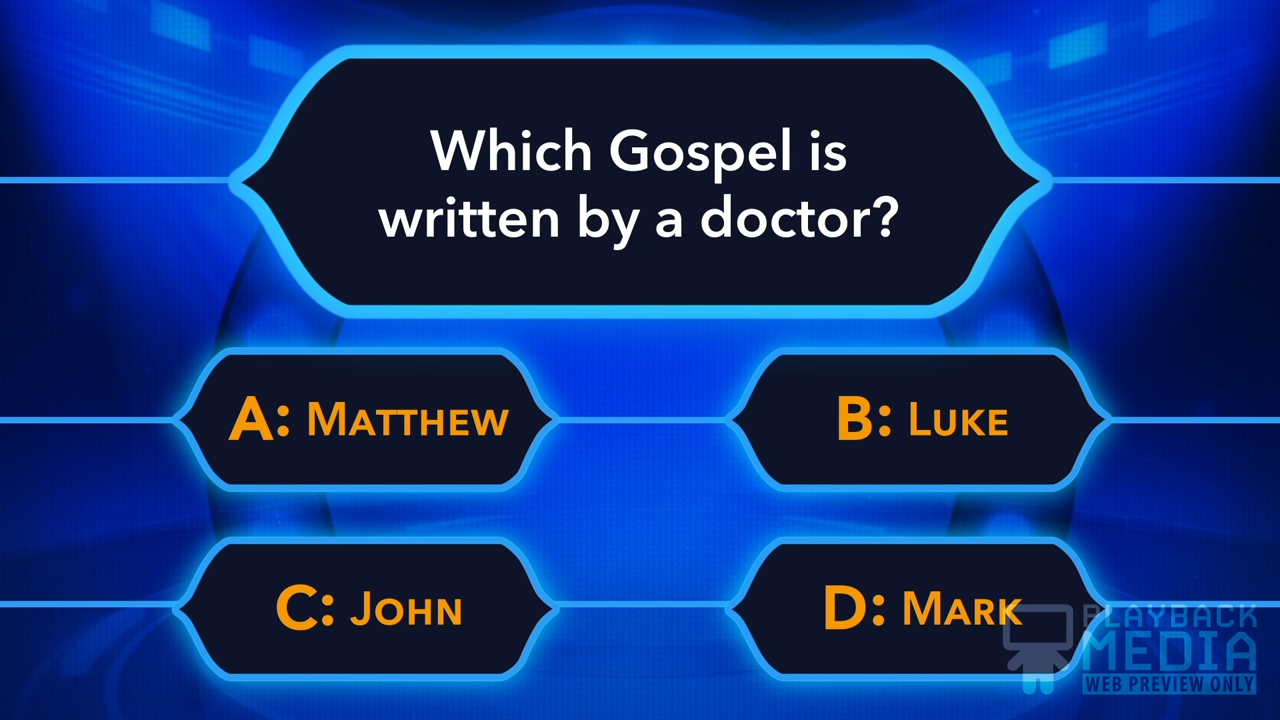 Which Gospel is
written by a doctor?
A: Matthew
B: Luke
C: John
D: Mark
PLAYBACK
MEDIA
WEB PREVIEW ONLY